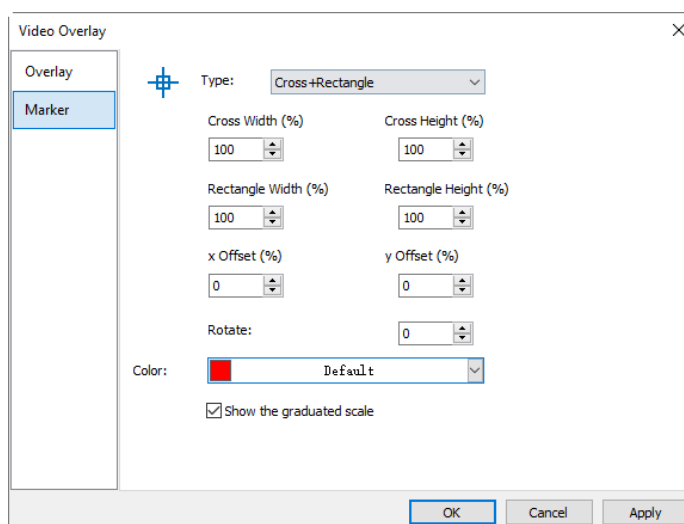 Video Overlay
Overlay
Marker
Type: Cross+Rectangle
Cross Width (%) Cross Height (%)
100 100
Rectangle Width (%) Rectangle Height (%)
100 100
x Offset (%) y Offset (%)
0 0
Rotate: 0
Color: Default
Show the graduated scale
OK Cancel Apply